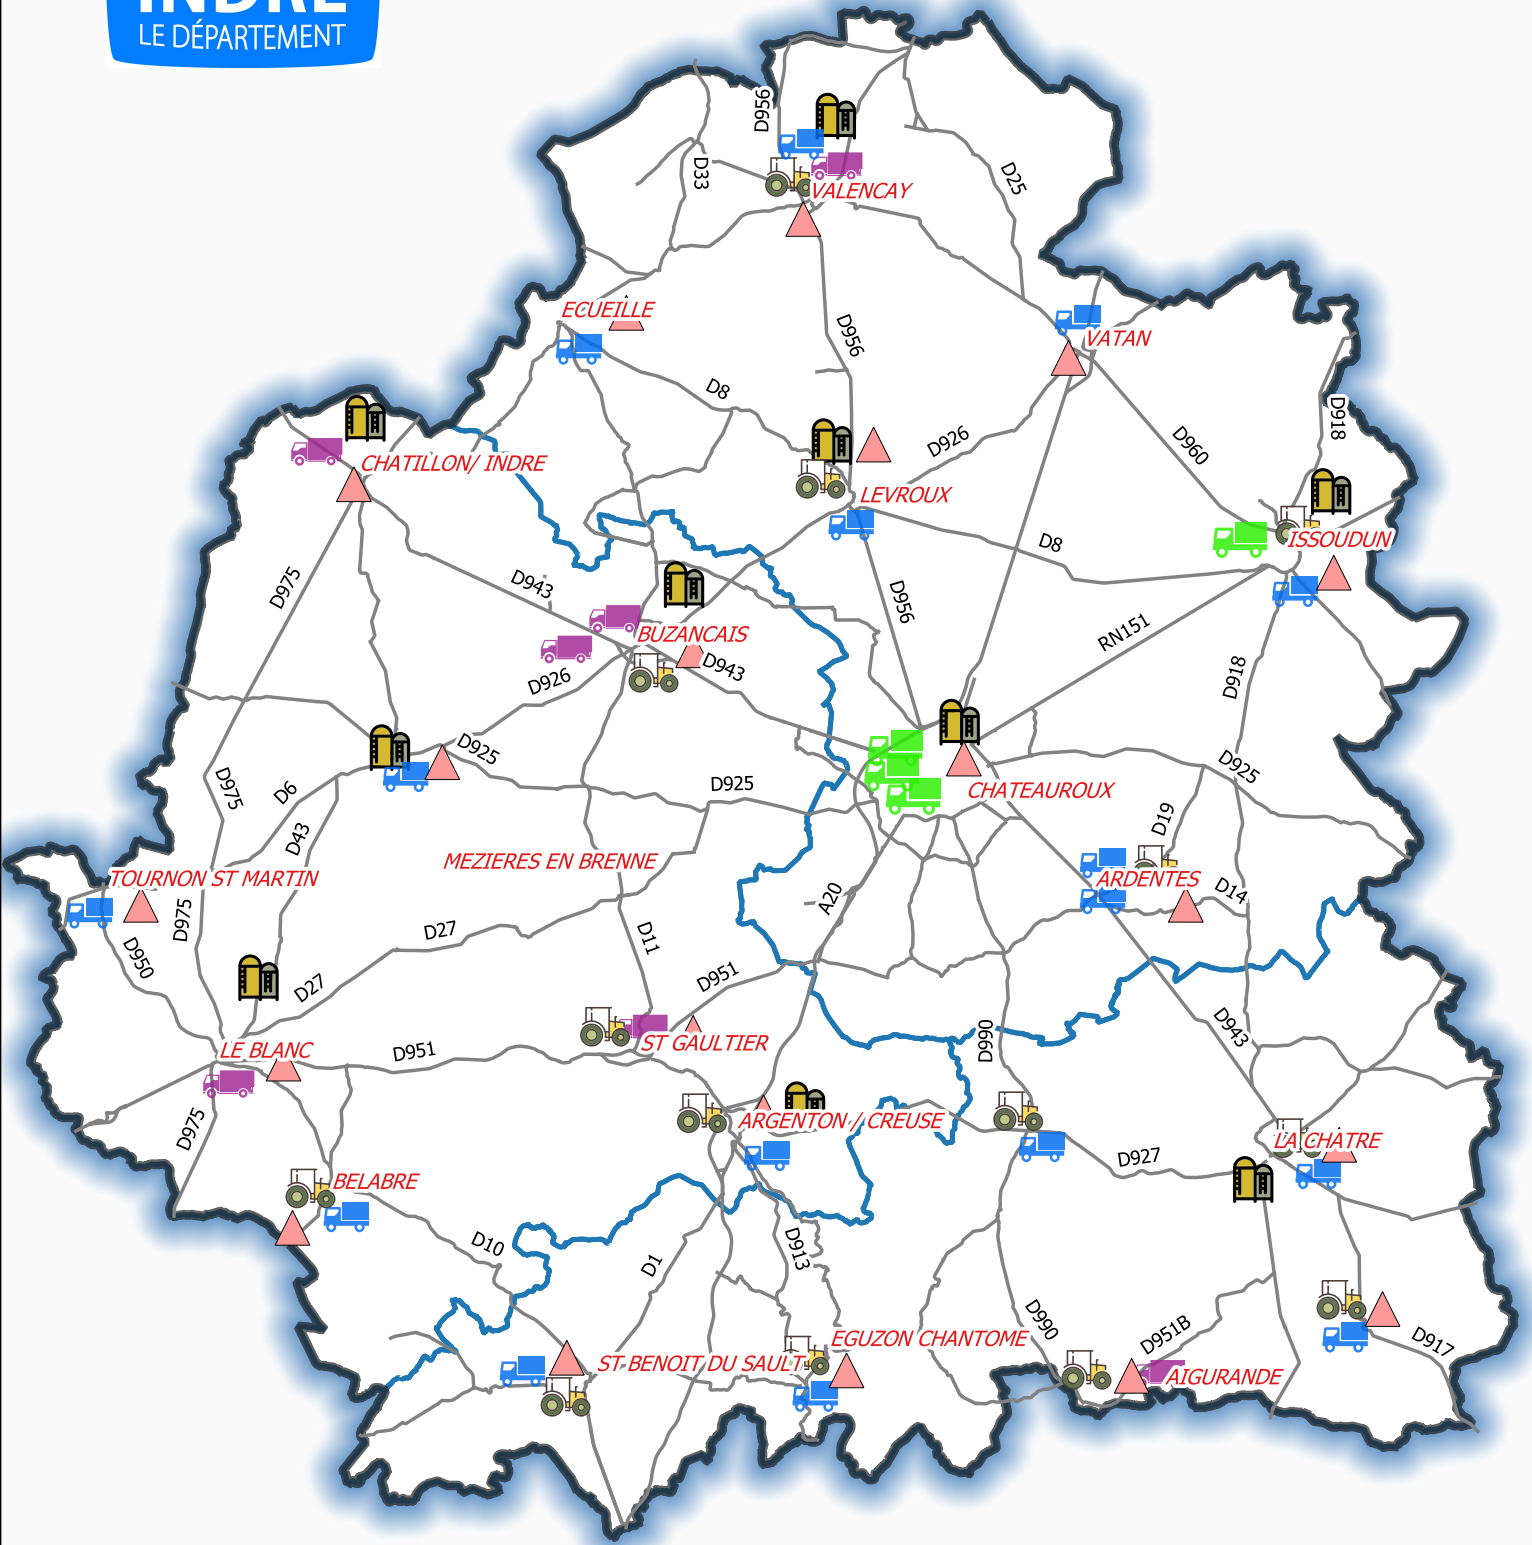 INDRE
LE DÉPARTEMENT
D956
D33
D25
VALENCAY
ECUEILLE
D956
VATAN
D8
D918
D926
D960
CHATILLON/ INDRE
LEVROUX
ISSOUDUN
D8
D975
D943
D956
RN151
BUZANCAIS
D943
D926
D918
D925
D925
D975
D6
D925
CHATEAUROUX
D43
D19
MEZIERES EN BRENNE
TOURNON ST MARTIN
ARDENTES
D14
A20
D975
D27
D11
D950
D951
D27
D943
D990
ST GAULTIER
LE BLANC
D951
ARGENTON / CREUSE
D975
LA CHATRE
D927
BELABRE
D10
D913
D1
D990
D951B
EGUZON CHANTOME
D917
ST BENOIT DU SAULT
AIGURANDE